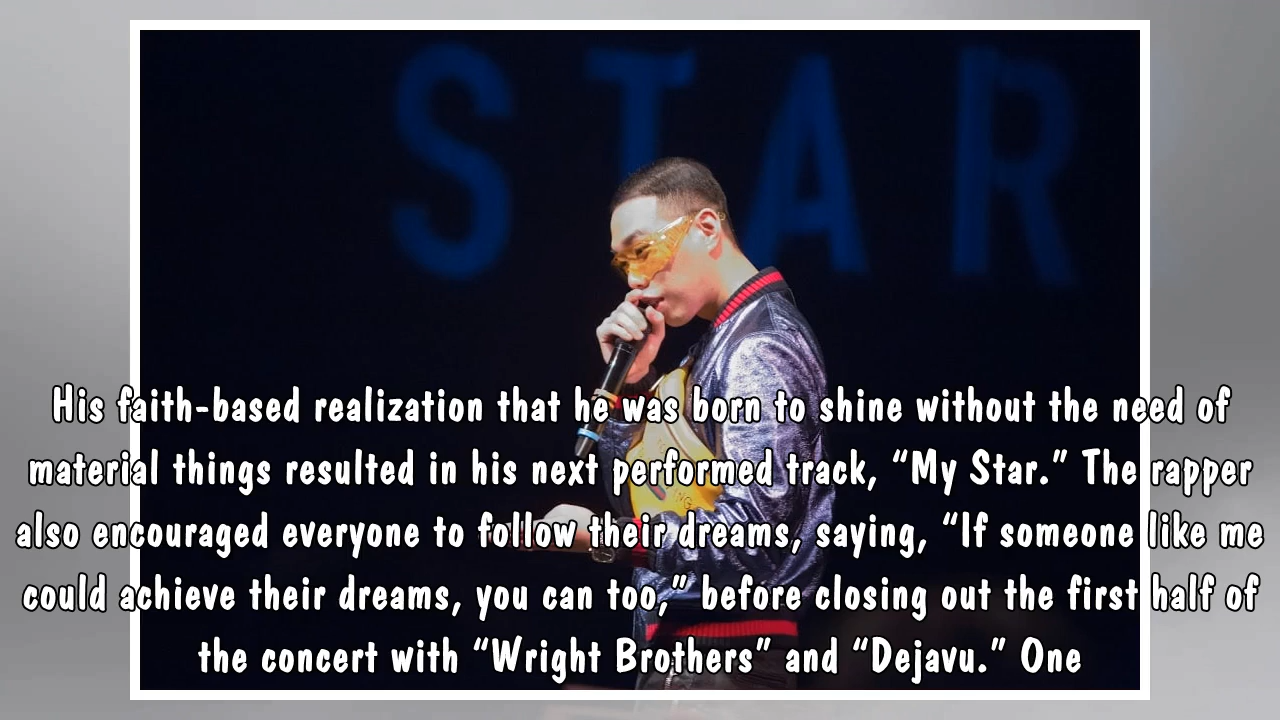 STAR
His faith-based realization that he was born to shine without the need of
material things resulted in his next performed track, “My Star.” The rapper
also encouraged everyone to follow their dreams, saying, “If someone like me
could achieve their dreams, you can too,” before closing out the first half of
the concert with “Wright Brothers” and “Dejavu.” One